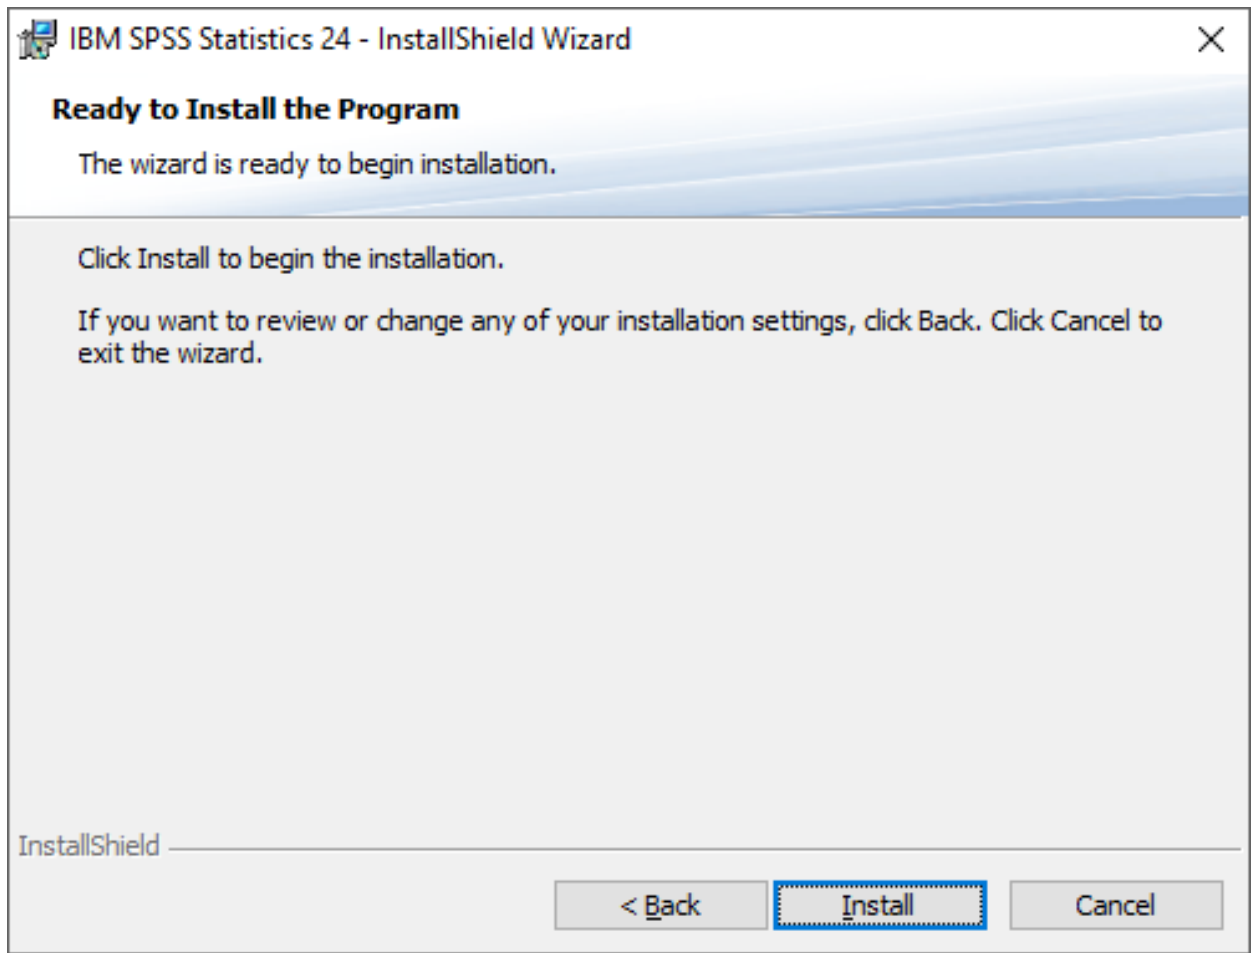 IBM SPSS Statistics 24 - InstallShield Wizard
Ready to Install the Program
The wizard is ready to begin installation.
Click Install to begin the installation.
If you want to review or change any of your installation settings, click Back. Click Cancel to
exit the wizard.
InstallShield
< Back
Install
Cancel